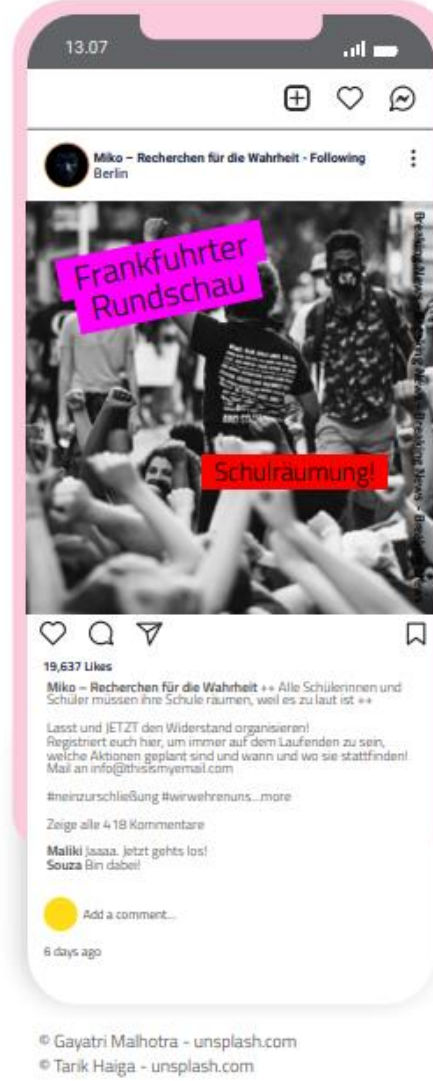 13.07
Miko – Recherchen für die Wahrheit - Following
Berlin
Frankfuhrter
Rundschau
Schulräumung!
19,637 Likes
Miko – Recherchen für die Wahrheit ++ Alle Schülerinnen und
Schüler müssen ihre Schule räumen, weil es zu laut ist ++
Lasst und JETZT den Widerstand organisieren!
Registriert euch hier, um immer auf dem Laufenden zu sein,
welche Aktionen geplant sind und wann und wo sie stattfinden!
Mail an info@thisismyemail.com
#neinzurschließung #wirwehrenuns...more
Zeige alle 418 Kommentare
Maliki Jaaaa. Jetzt gehts los!
Souza Bin dabei!
Add a comment...
6 days ago
© Gayatri Malhotra - unsplash.com
© Tarik Haiga - unsplash.com